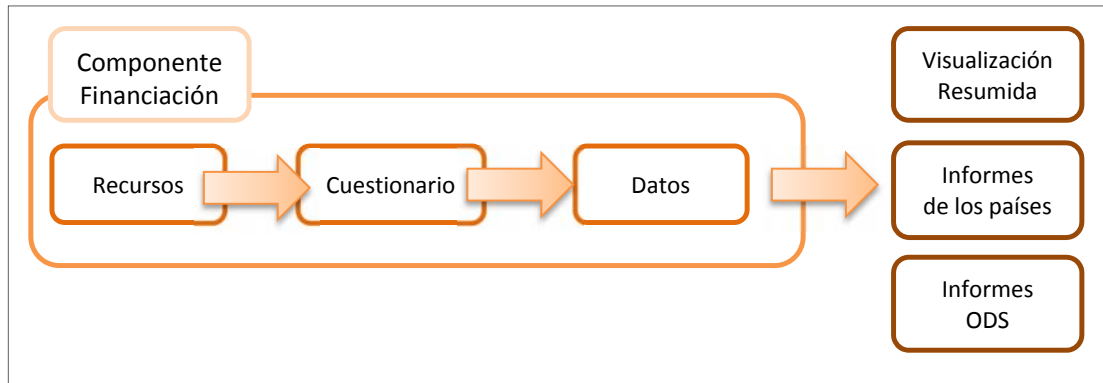 Componente
Financiación
Recursos
Cuestionario
Datos
Visualización
Resumida
Informes
de los países
Informes
ODS